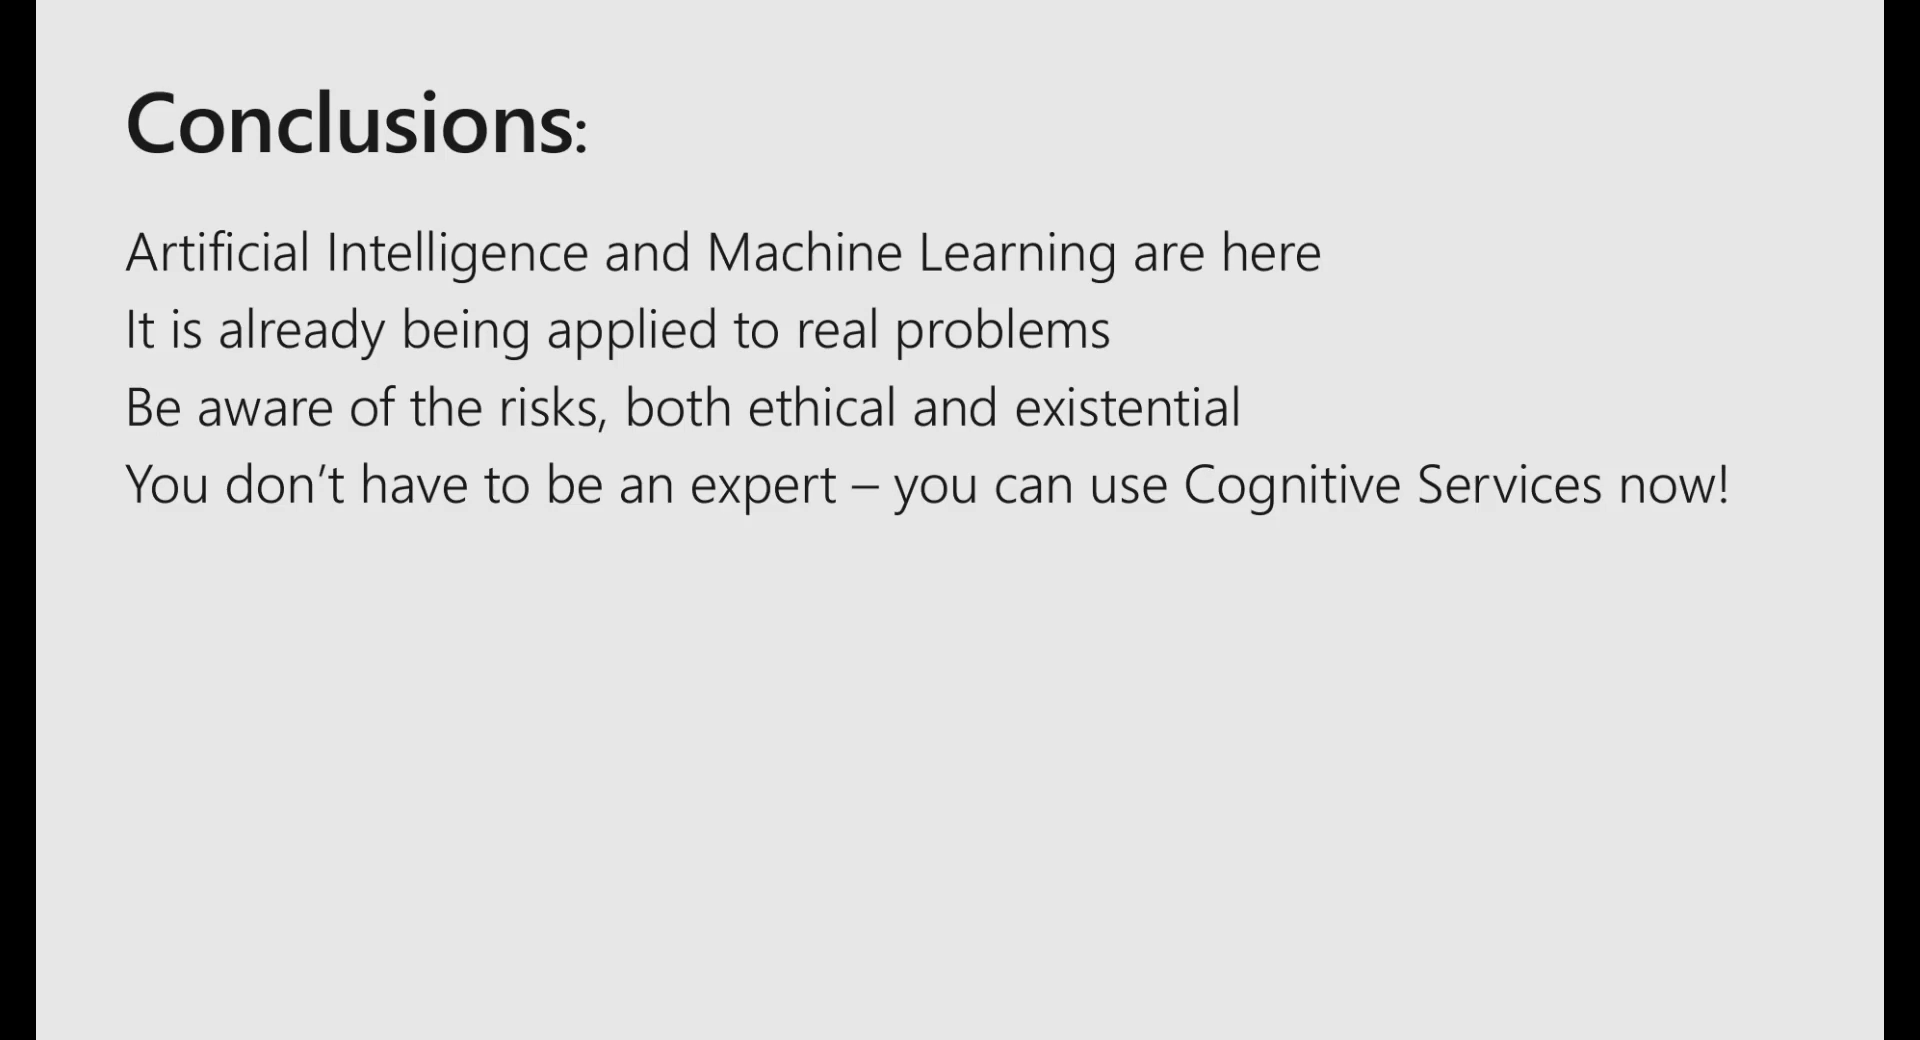 Conclusions:
Artificial Intelligence and Machine Learning are here
It is already being applied to real problems
Be aware of the risks, both ethical and existential
You don’t have to be an expert – you can use Cognitive Services now!